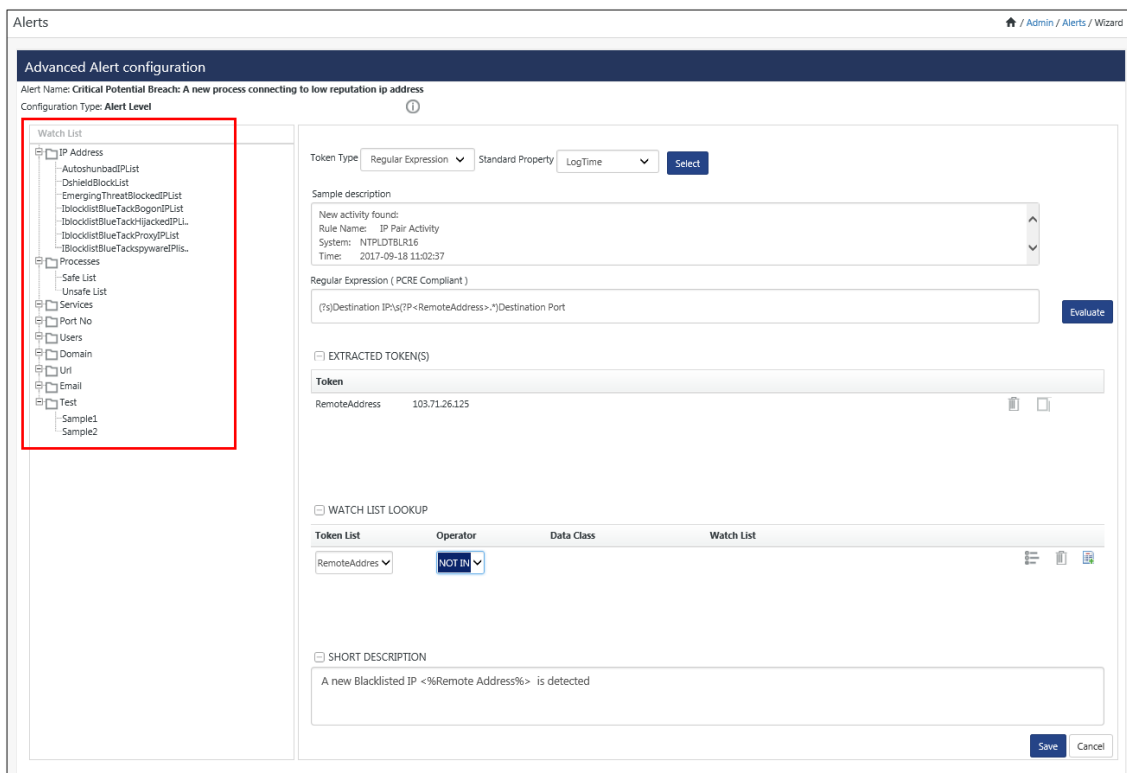 Alerts
/ Admin / Alerts / Wizard
Advanced Alert configuration
Alert Name: Critical Potential Breach: A new process connecting to low reputation ip address
Configuration Type: Alert Level
Watch List
IP Address
AutoshunbadIPList
DshieldBlockList
EmergingThreatBlockedIPList
IblocklistBlueTackBogonIPList
IblocklistBlueTackHijackedIPLi..
IblocklistBlueTackProxyIPList
IBlocklistBlueTackspywareIPlis..
Processes
Safe List
Unsafe List
Services
Port No
Users
Domain
Url
Email
Test
Sample1
Sample2
Token Type Regular Expression Standard Property LogTime Select
Sample description
New activity found:
Rule Name: IP Pair Activity
System: NTPLDTBLR16
Time: 2017-09-18 11:02:37
Regular Expression ( PCRE Compliant )
(?s)Destination IP:\s(?P<RemoteAddress>.*)Destination Port
Evaluate
EXTRACTED TOKEN(S)
Token
RemoteAddress 103.71.26.125
WATCH LIST LOOKUP
Token List Operator Data Class Watch List
RemoteAddres NOT IN
SHORT DESCRIPTION
A new Blacklisted IP <%Remote Address%> is detected
Save Cancel